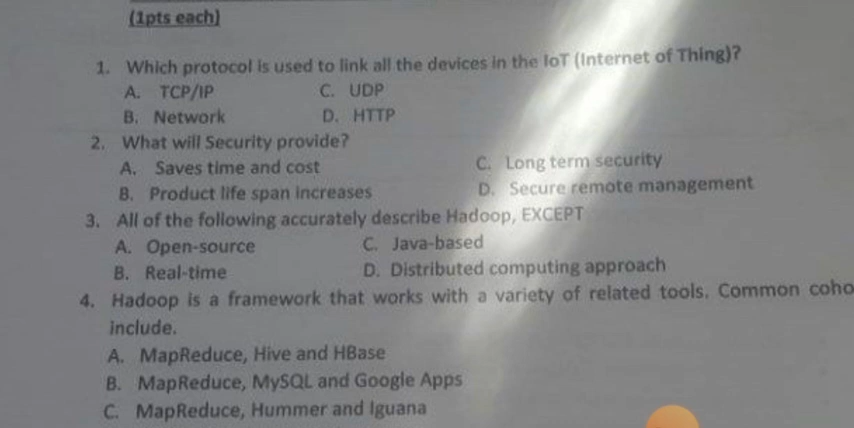 (1pts each)
1. Which protocol is used to link all the devices in the IoT (Internet of Thing)?
A. TCP/IP C. UDP
B. Network D. HTTP
2. What will Security provide?
A. Saves time and cost C. Long term security
B. Product life span increases D. Secure remote management
3. All of the following accurately describe Hadoop, EXCEPT
A. Open-source C. Java-based
B. Real-time D. Distributed computing approach
4. Hadoop is a framework that works with a variety of related tools. Common coho
include.
A. MapReduce, Hive and HBase
B. MapReduce, MySQL and Google Apps
C. MapReduce, Hummer and Iguana